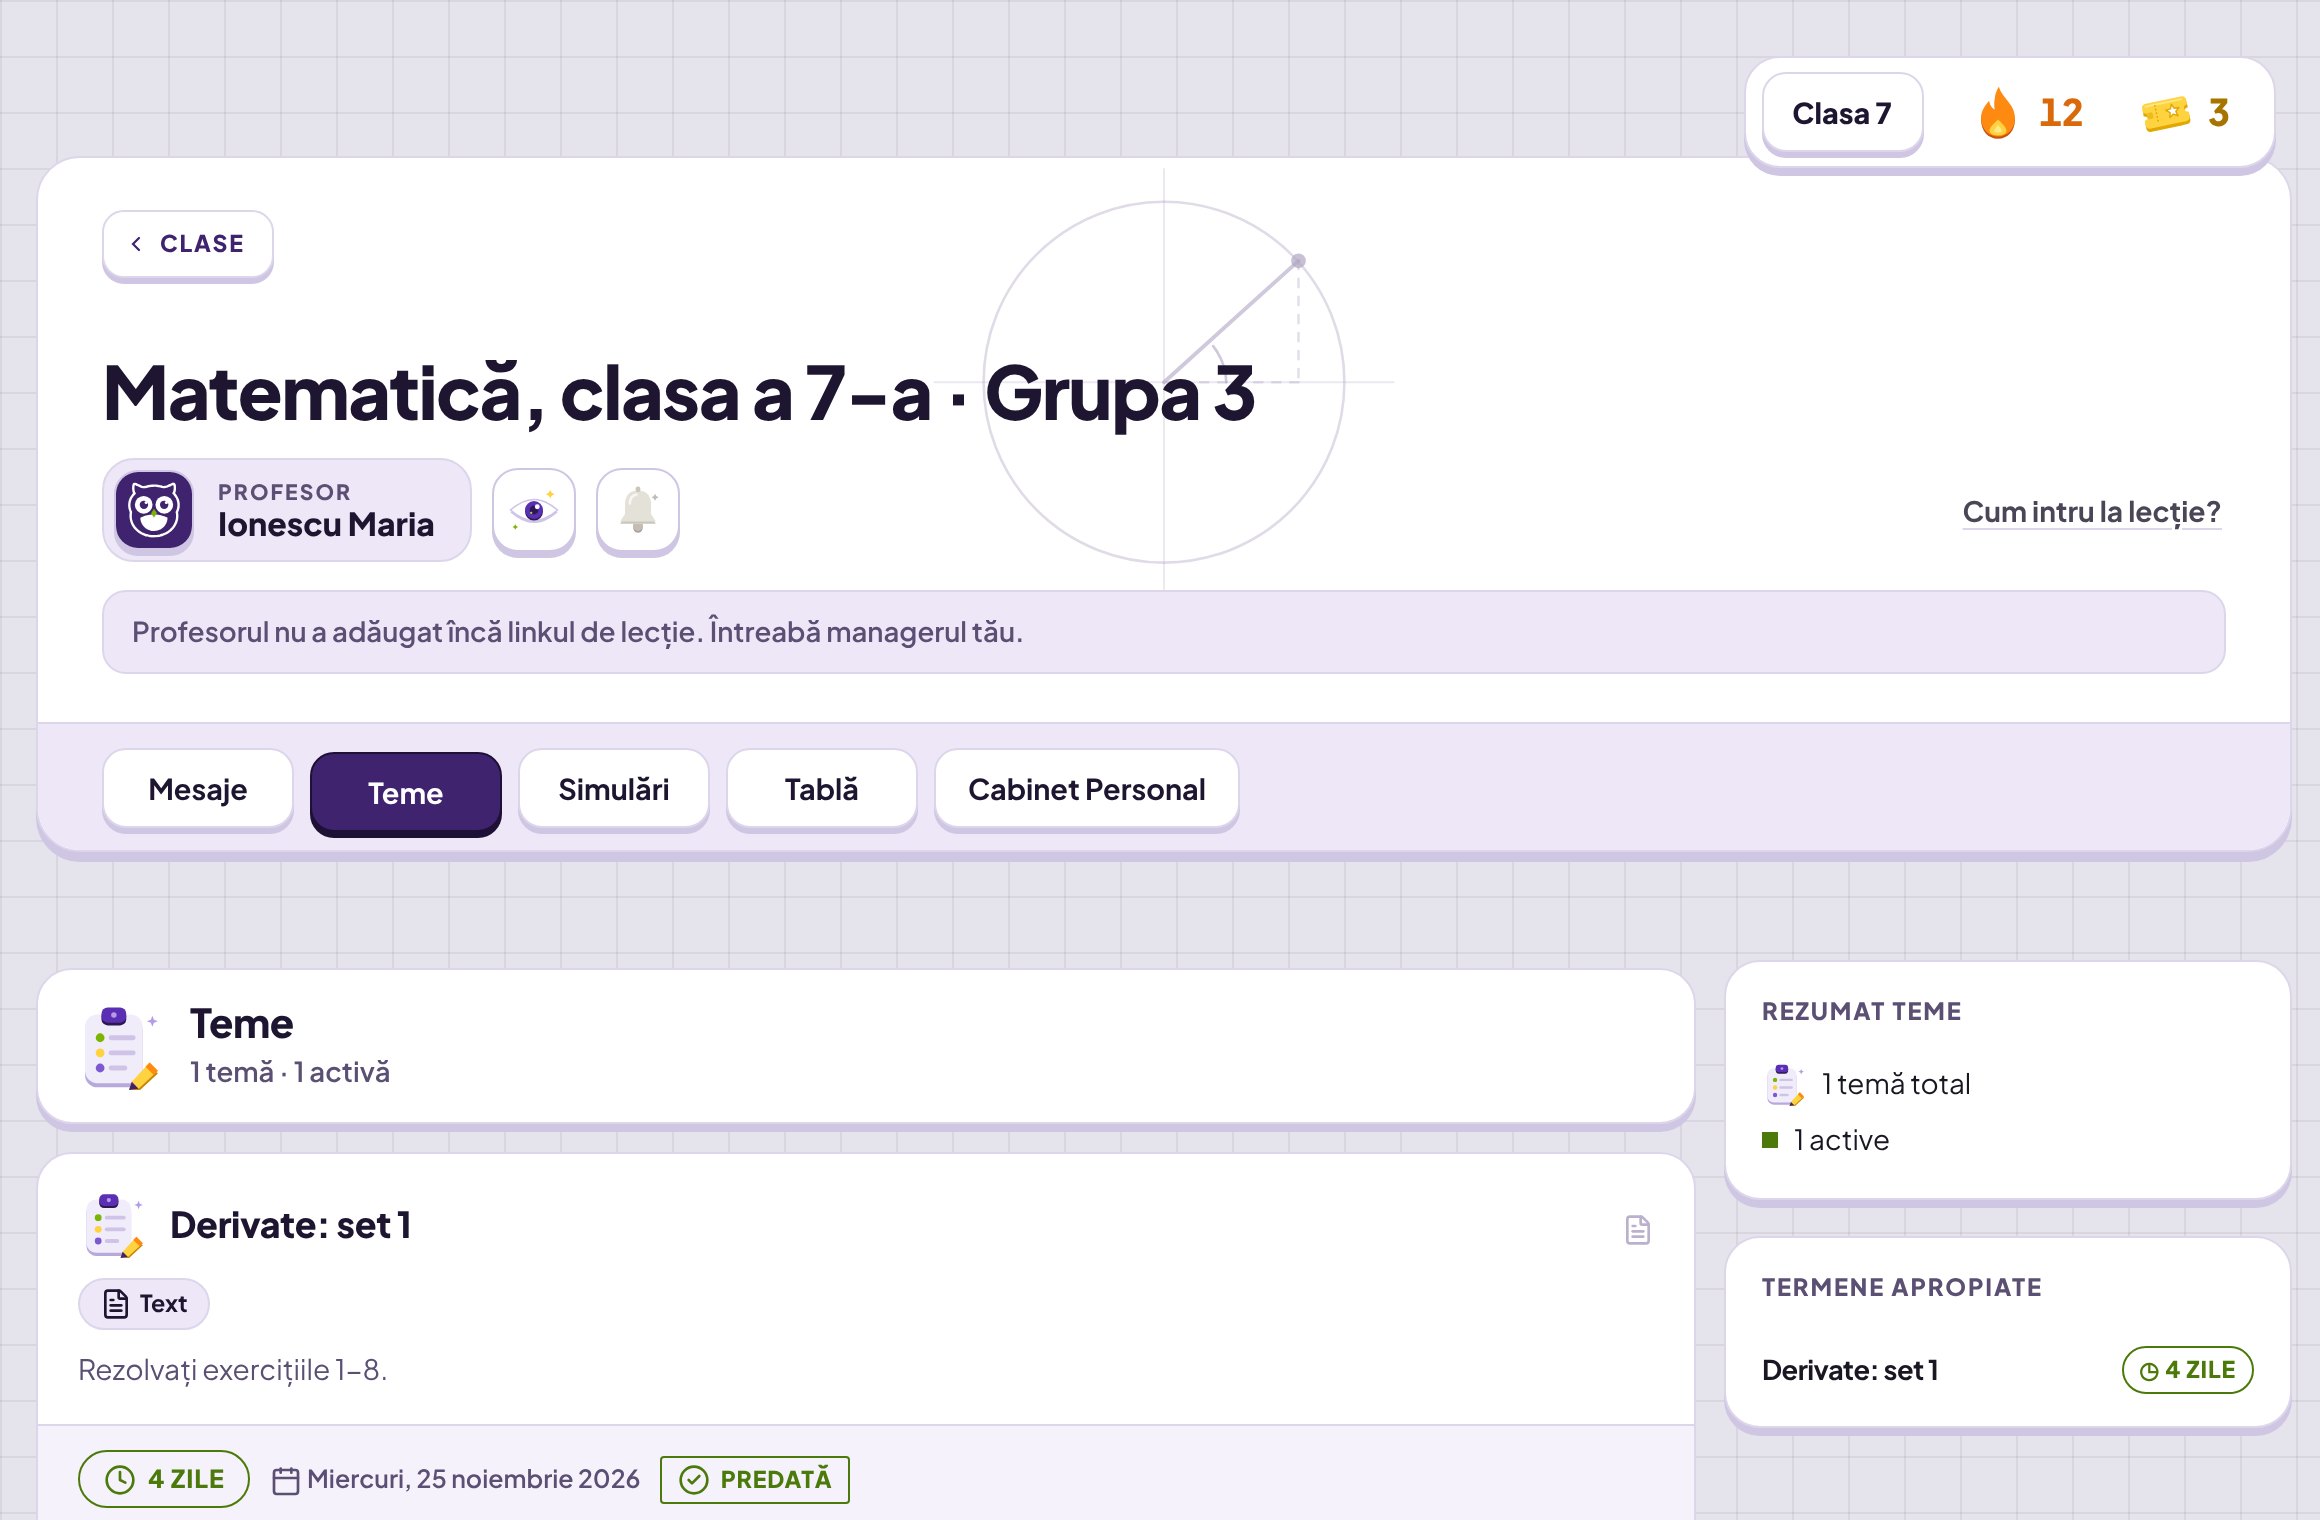 Clasa 7
12
3
CLASE
Matematică, clasa a 7–a · Grupa 3
PROFESOR
Ionescu Maria
Cum intru la lecție?
Profesorul nu a adăugat încă linkul de lecție. Întreabă managerul tău.
Mesaje
Teme
Simulări
Tablă
Cabinet Personal
Teme
1 temă · 1 activă
Derivate: set 1
Text
Rezolvați exercițiile 1–8.
4 ZILE
Miercuri, 25 noiembrie 2026
PREDATĂ
REZUMAT TEME
1 temă total
1 active
TERMENE APROPIATE
Derivate: set 1
4 ZILE